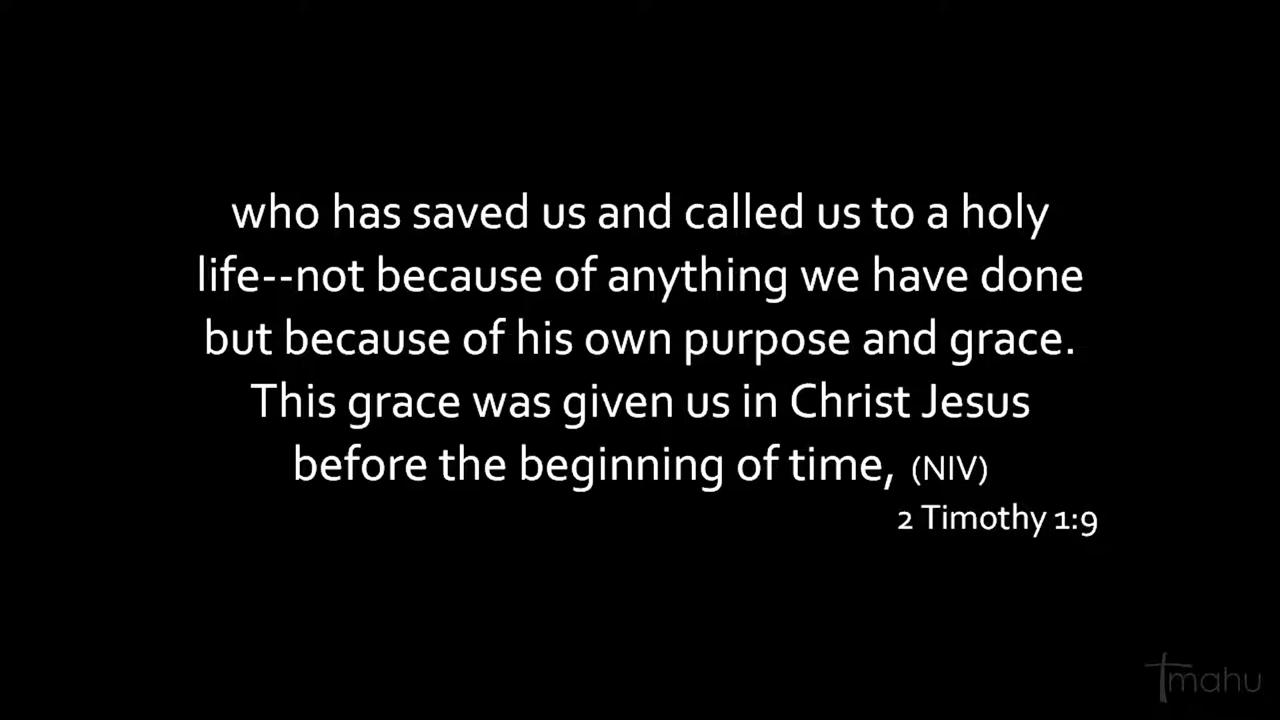 who has saved us and called us to a holy
life--not because of anything we have done
but because of his own purpose and grace.
This grace was given us in Christ Jesus
before the beginning of time, (NIV)
2 Timothy 1:9
Tmahu